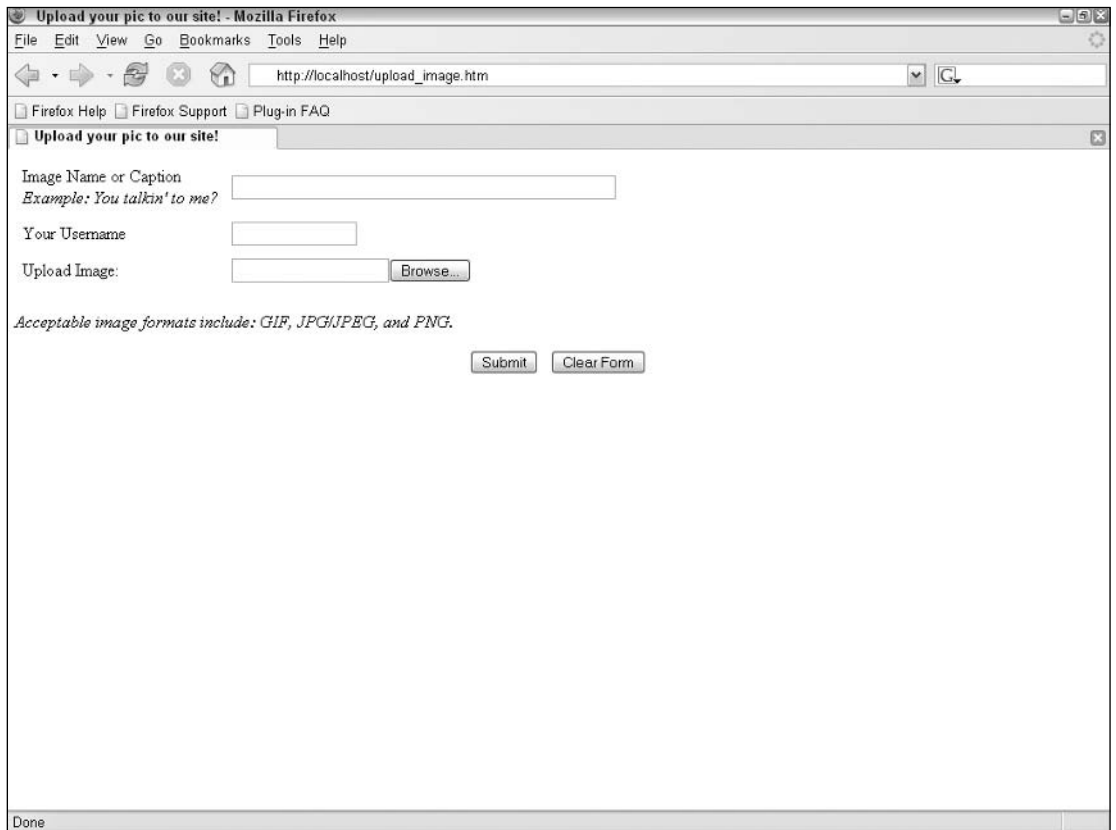 Upload your pic to our site! - Mozilla Firefox
File Edit View Go Bookmarks Tools Help
http://localhost/upload_image.htm
G
Firefox Help Firefox Support Plug-in FAQ
Upload your pic to our site!
Image Name or Caption
Example: You talkin' to me?
Your Username
Upload Image: Browse...
Acceptable image formats include: GIF, JPG/JPEG, and PNG.
Submit Clear Form
Done